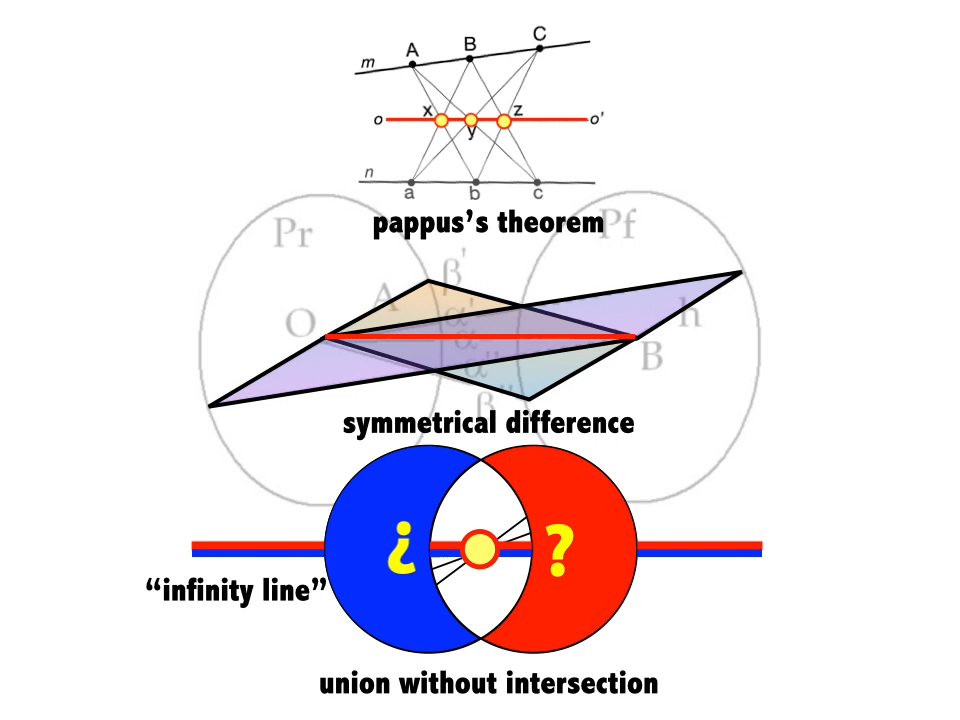 C
B
A
m
x
z
o
o'
y
n
a
b
c
pappus's theorem
Pr
Pf
β'
A
α'
O
h
α
B
α''
β''
symmetrical difference
¿ ?
“infinity line”
union without intersection